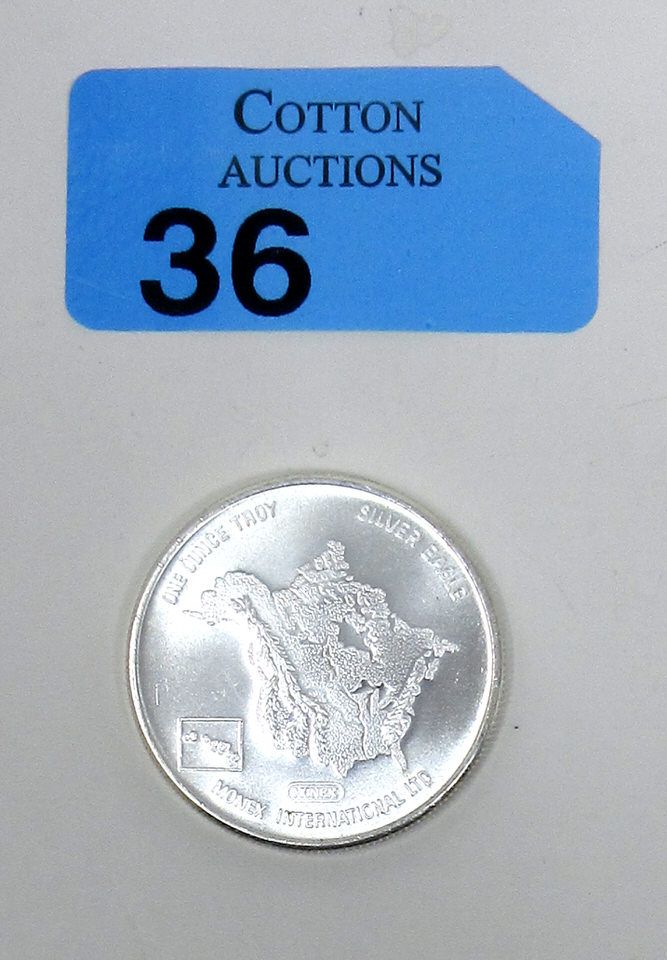 COTTON
AUCTIONS
36
ONE OUNCE TROY
SILVER EAGLE
MONEX
MONEX INTERNATIONAL LTD